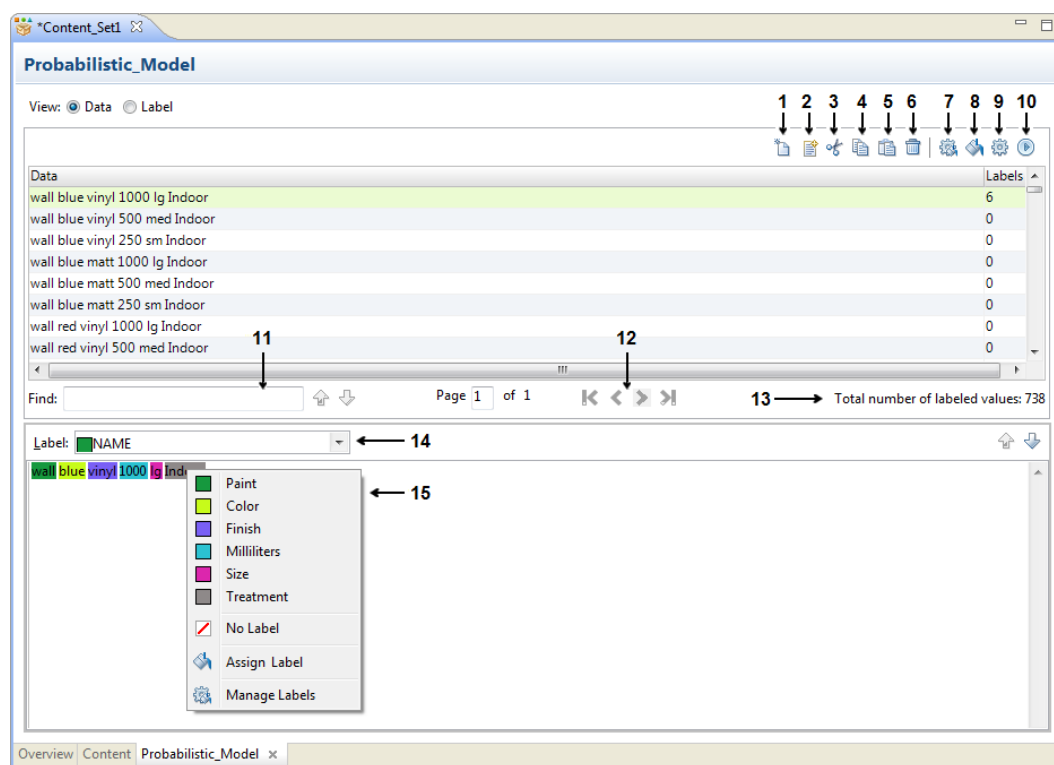 *Content_Set1
Probabilistic_Model
View: Data Label
1 2 3 4 5 6 7 8 9 10
Data Labels
wall blue vinyl 1000 lg Indoor 6
wall blue vinyl 500 med Indoor 0
wall blue vinyl 250 sm Indoor 0
wall blue matt 1000 lg Indoor 0
wall blue matt 500 med Indoor 0
wall blue matt 250 sm Indoor 0
wall red vinyl 1000 lg Indoor 0
wall red vinyl 500 med Indoor 0
11 12
Find: Page 1 of 1 13 Total number of labeled values: 738
Label: NAME 14
wall blue vinyl 1000 lg Ind
Paint
15
Color
Finish
Milliliters
Size
Treatment
No Label
Assign Label
Manage Labels
Overview Content Probabilistic_Model